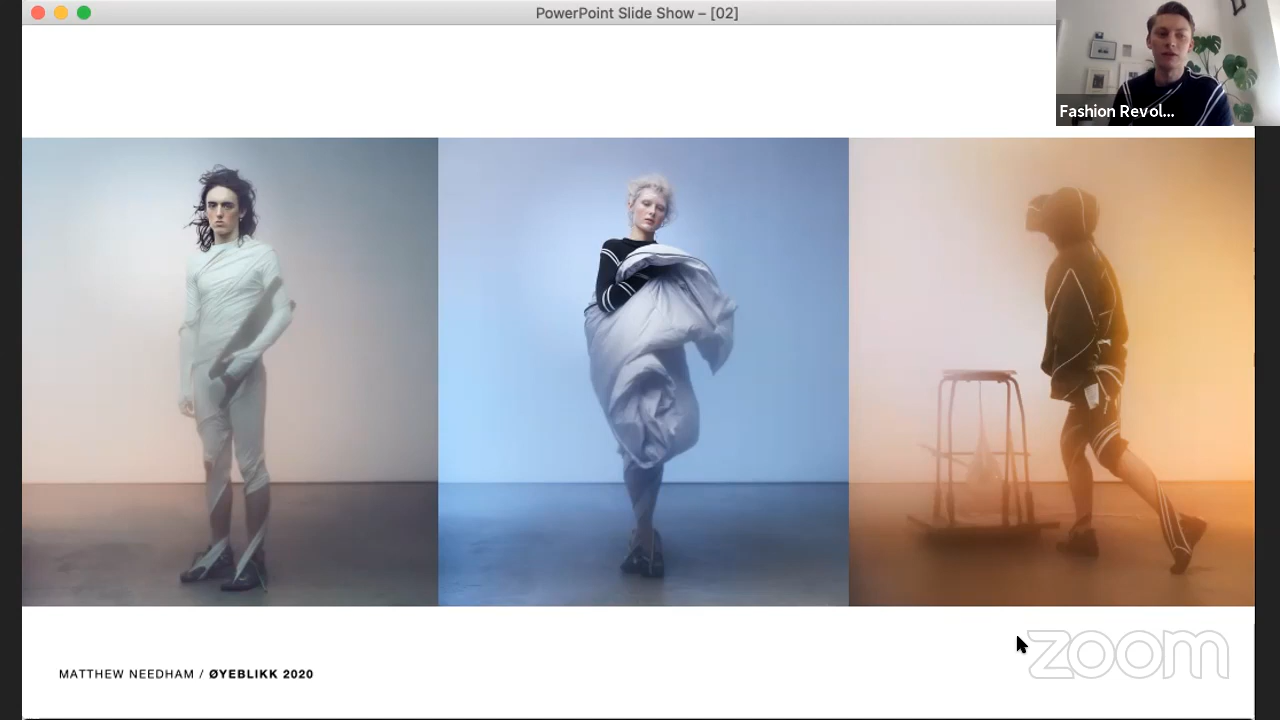 PowerPoint Slide Show – [02]
Fashion Revol...
MATTHEW NEEDHAM / ØYEBLIKK 2020
zoom